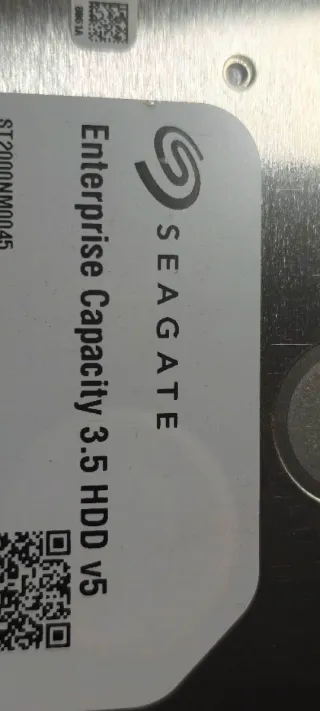 SEAGATE
Enterprise Capacity 3.5 HDD v5
ST2000NM0045